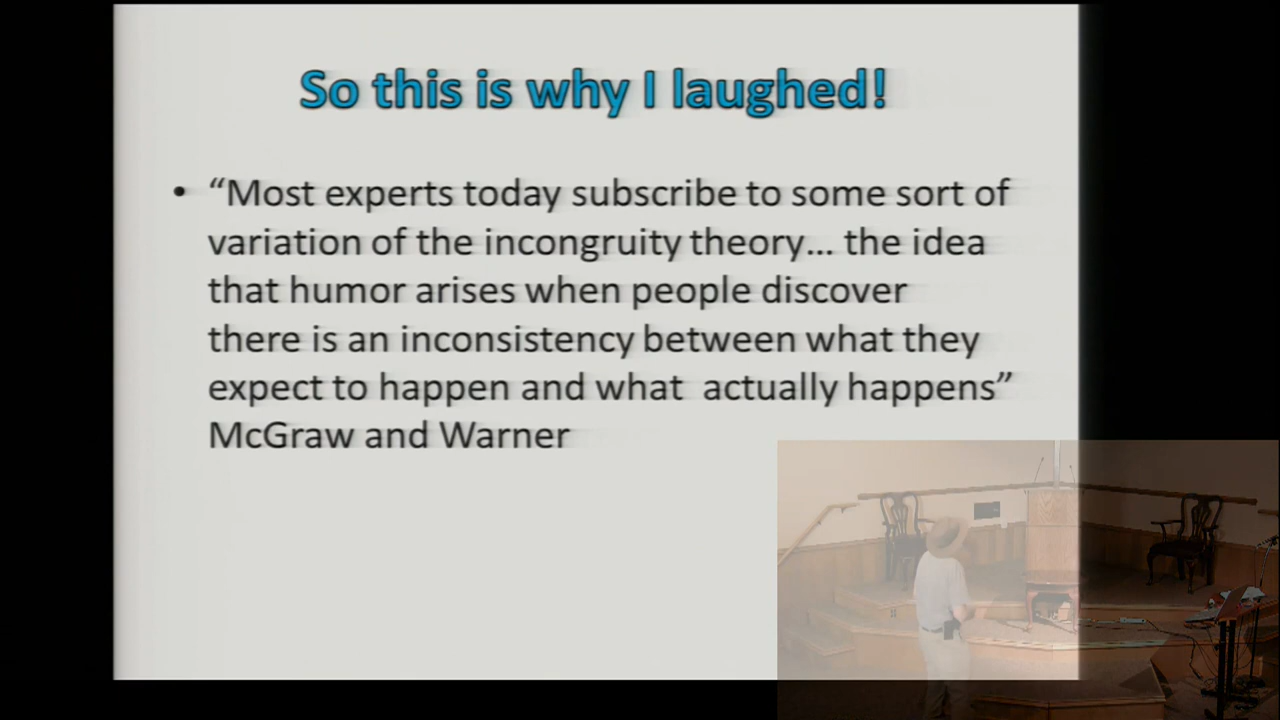 So this is why I laughed!
• “Most experts today subscribe to some sort of
variation of the incongruity theory... the idea
that humor arises when people discover
there is an inconsistency between what they
expect to happen and what  actually happens”
McGraw and Warner